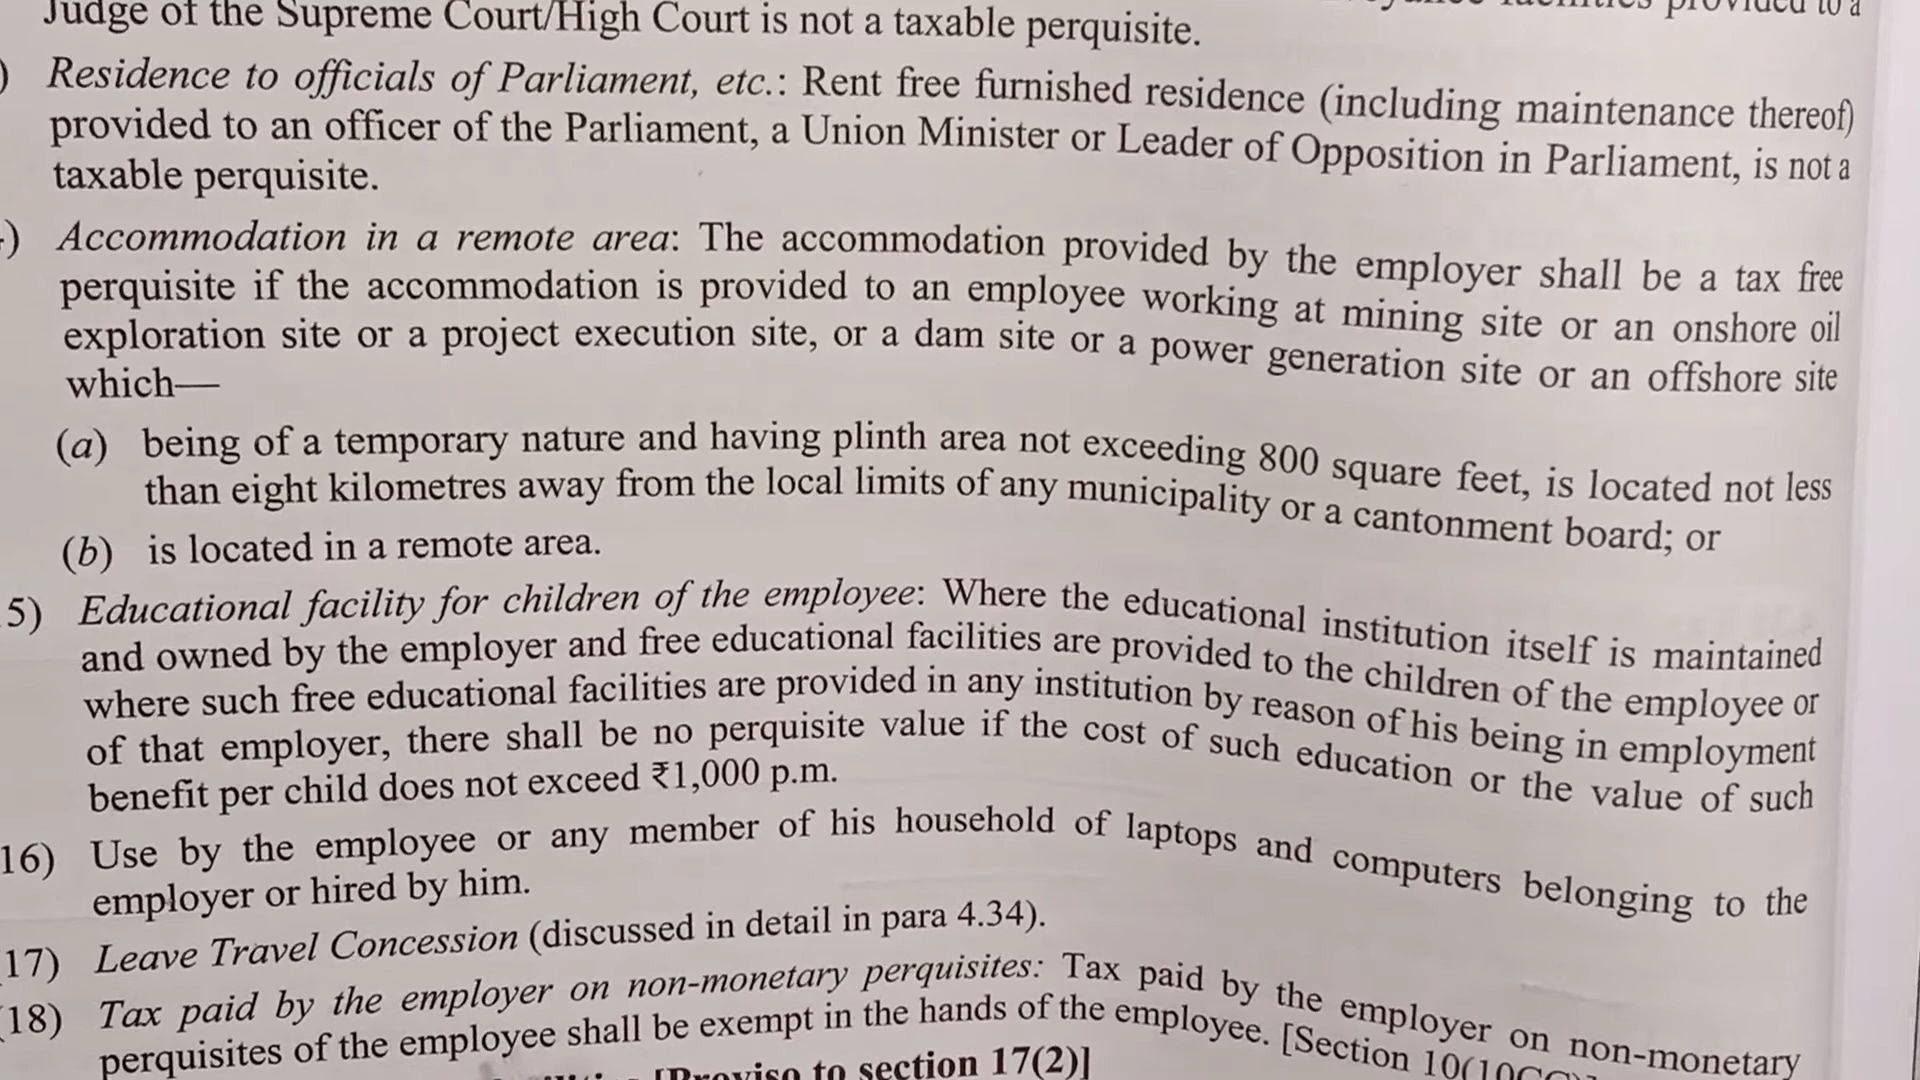 provided to a
Judge of the Supreme Court/High Court is not a taxable perquisite.
) Residence to officials of Parliament, etc.: Rent free furnished residence (including maintenance thereof)
provided to an officer of the Parliament, a Union Minister or Leader of Opposition in Parliament, is not a
taxable perquisite.
) Accommodation in a remote area: The accommodation provided by the employer shall be a tax free
perquisite if the accommodation is provided to an employee working at mining site or an onshore oil
exploration site or a project execution site, or a dam site or a power generation site or an offshore site
which—
(a) being of a temporary nature and having plinth area not exceeding 800 square feet, is located not less
than eight kilometres away from the local limits of any municipality or a cantonment board; or
(b) is located in a remote area.
5) Educational facility for children of the employee: Where the educational institution itself is maintained
and owned by the employer and free educational facilities are provided to the children of the employee or
where such free educational facilities are provided in any institution by reason of his being in employment
of that employer, there shall be no perquisite value if the cost of such education or the value of such
benefit per child does not exceed ₹1,000 p.m.
16) Use by the employee or any member of his household of laptops and computers belonging to the
employer or hired by him.
17) Leave Travel Concession (discussed in detail in para 4.34).
18) Tax paid by the employer on non-monetary perquisites: Tax paid by the employer on non-monetary
perquisites of the employee shall be exempt in the hands of the employee. [Section 10(10CC)]
[Proviso to section 17(2)]